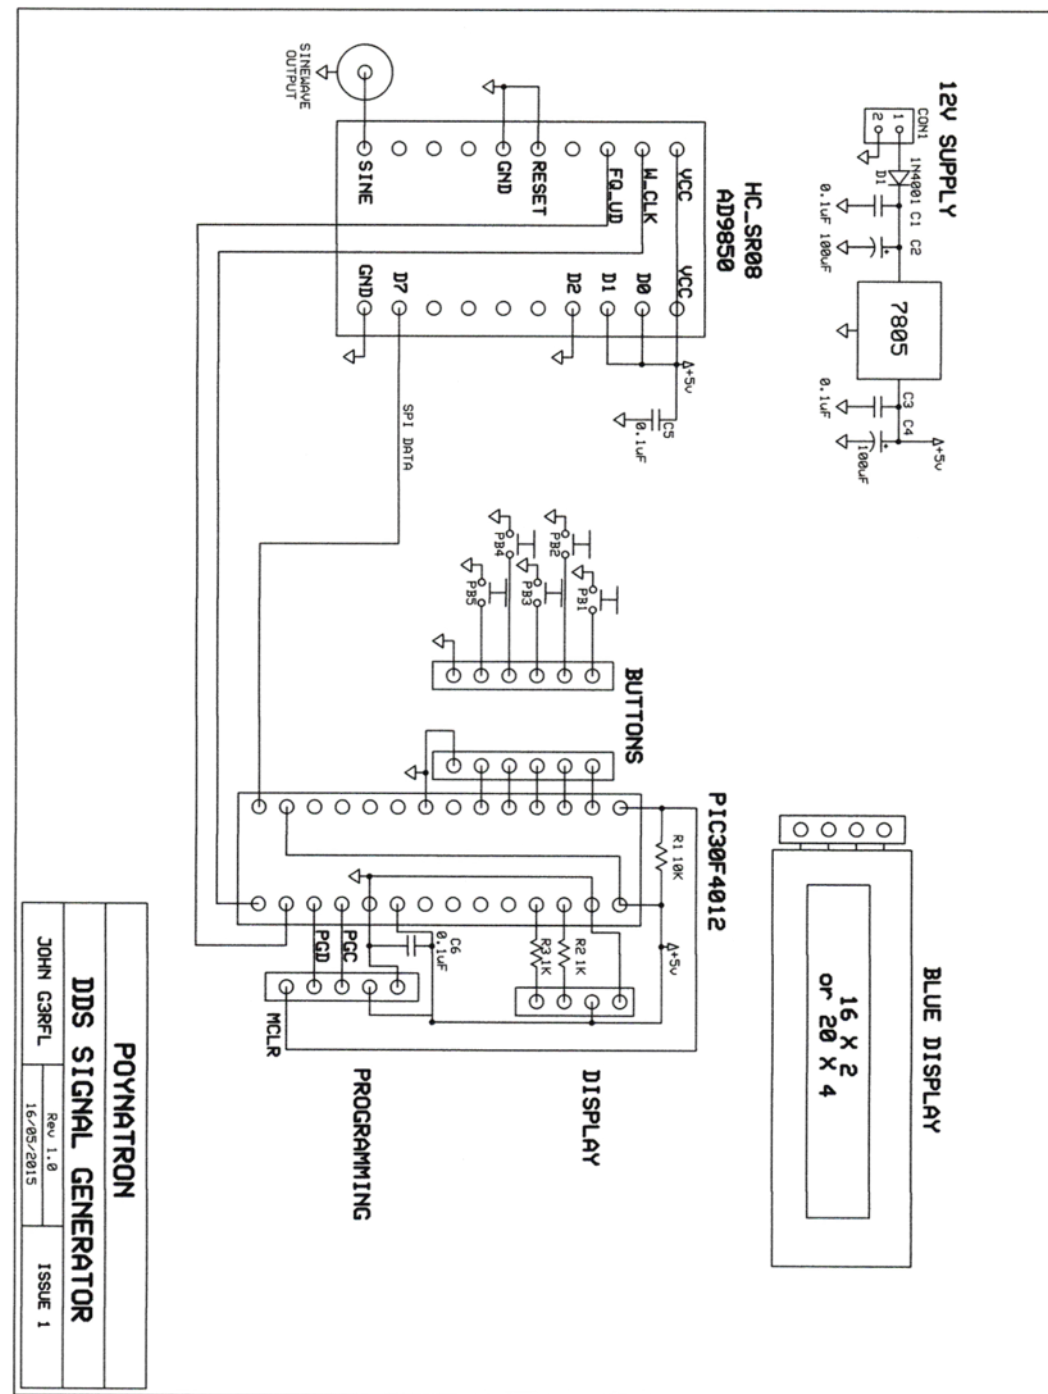 12V SUPPLY
CON1
1
2
1N4001
D1
C1
C2
0.1uF
100uF
7805
C3
C4
0.1uF
100uF
+5v
HC_SR08
AD9850
VCC
W_CLK
FQ_UD
RESET
GND
SINE
VCC
D0
D1
D2
D7
GND
SINEWAVE
OUTPUT
+5v
C5
0.1uF
SPI DATA
PB1
PB2
PB3
PB4
PB5
BUTTONS
PIC30F4012
R1 10K
+5v
R2 1K
R3 1K
C6
0.1uF
PGC
PGD
MCLR
DISPLAY
PROGRAMMING
BLUE DISPLAY
16 X 2
or 20 X 4
POYNATRON
DDS SIGNAL GENERATOR
JOHN G3RFL
Rev 1.0
16/05/2015
ISSUE 1